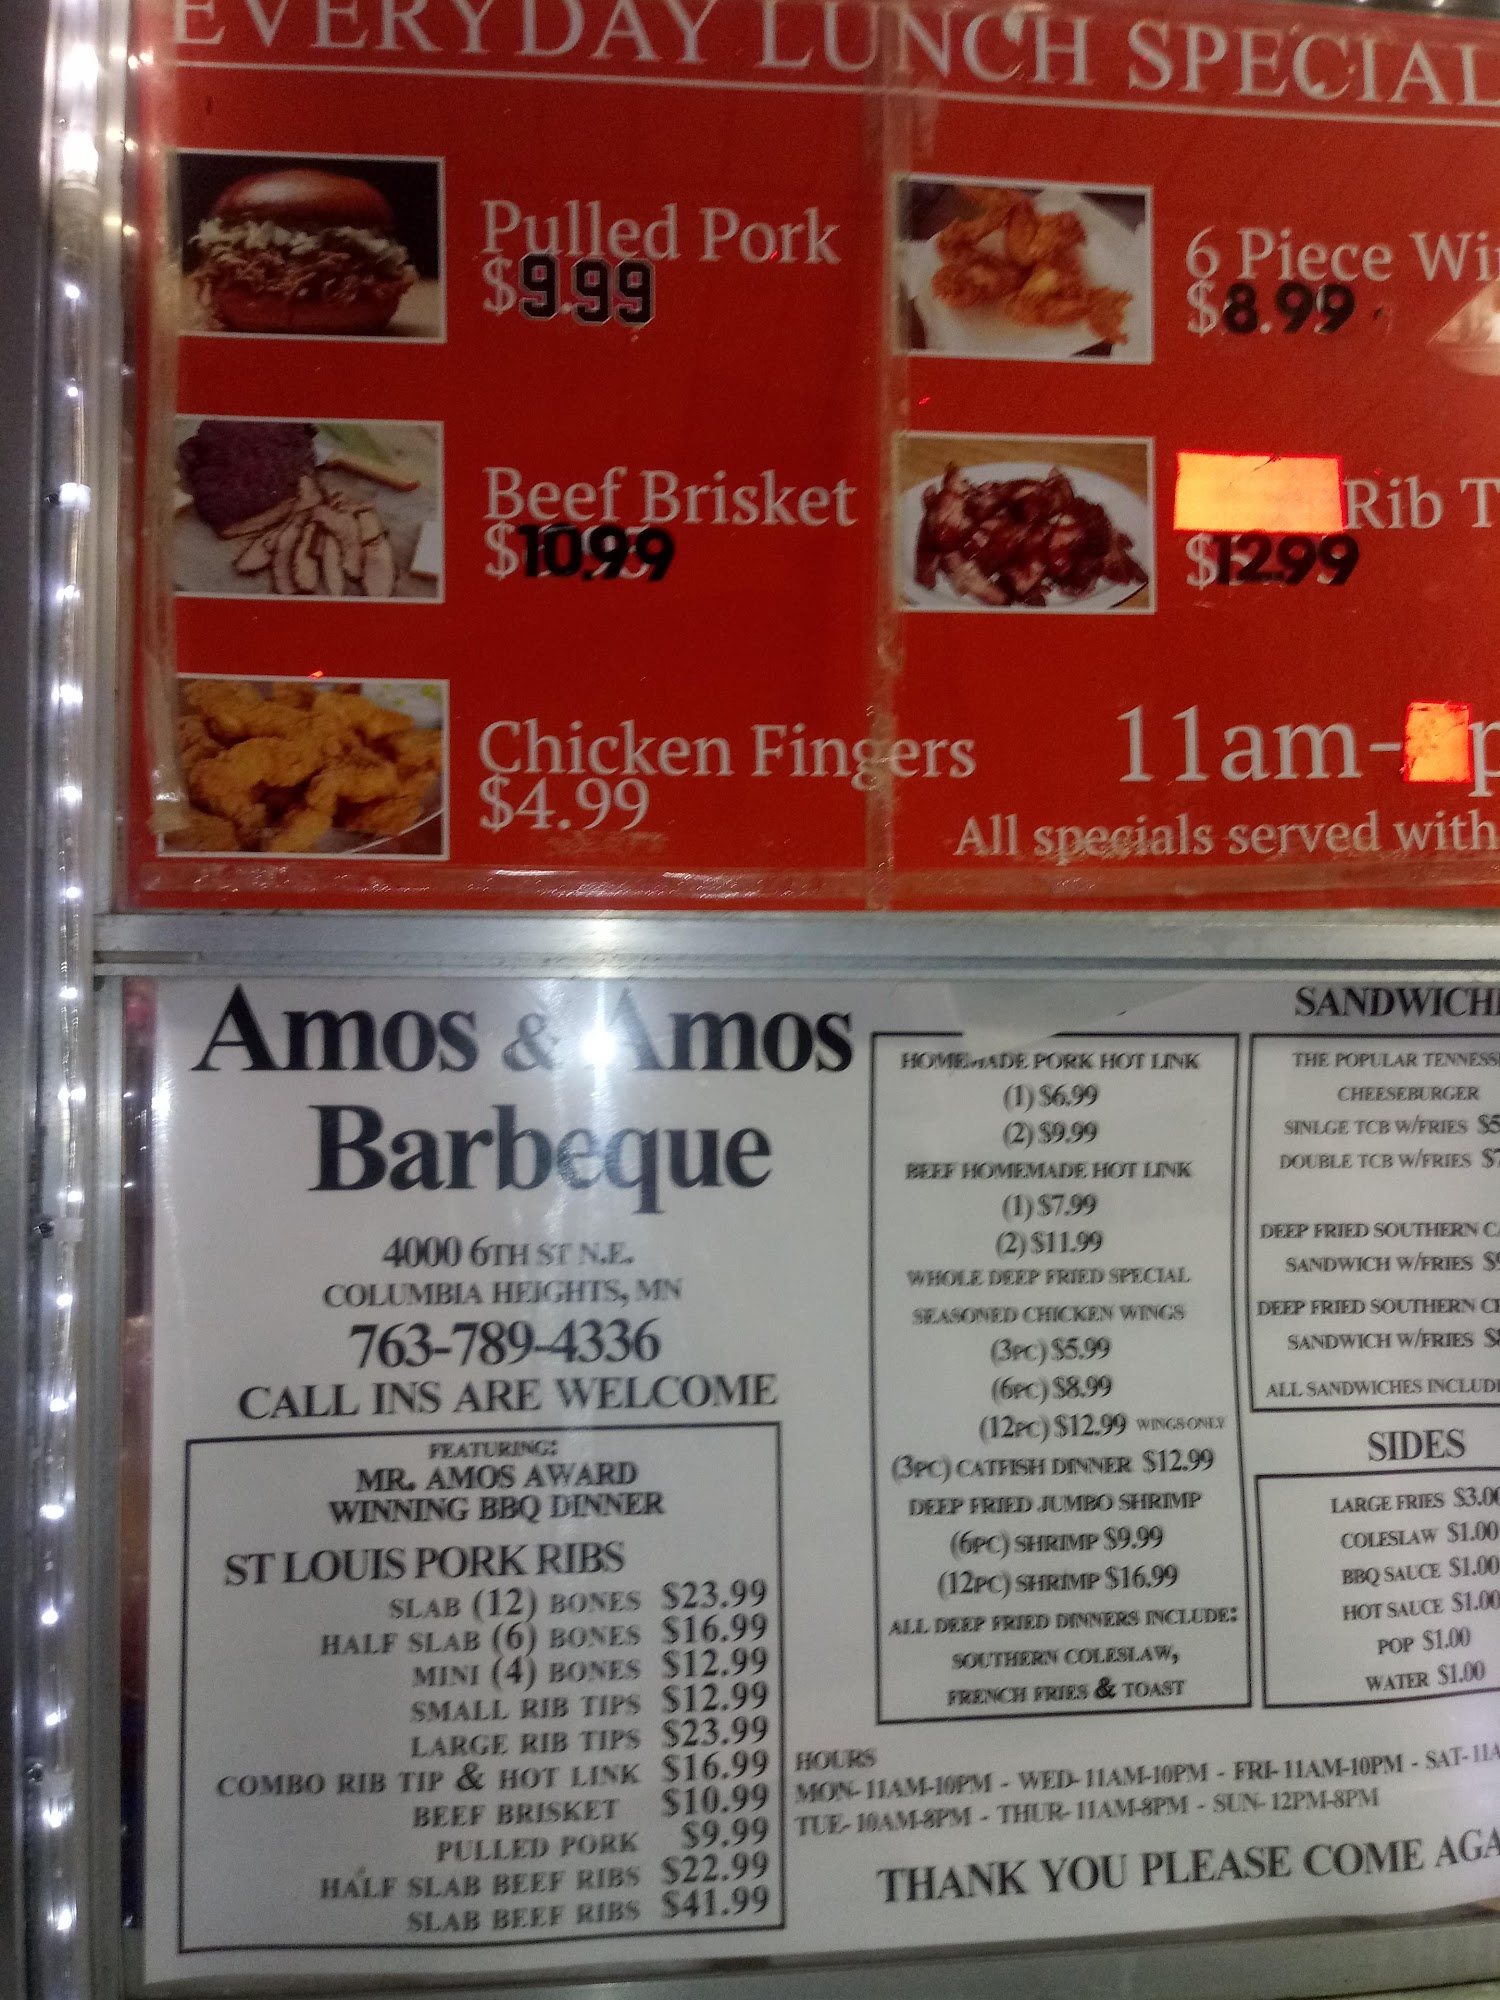 EVERYDAY LUNCH SPECIAL
Pulled Pork
$9.99
6 Piece
$8.99
Beef Brisket
$10.99
Rib
$12.99
Chicken Fingers
$4.99
11am-
All specials served with
Amos & Amos
Barbeque
4000 6TH ST N.E.
COLUMBIA HEIGHTS, MN
763-789-4336
CALL INS ARE WELCOME
FEATURING:
MR. AMOS AWARD
WINNING BBQ DINNER
ST LOUIS PORK RIBS
SLAB (12) BONES $23.99
HALF SLAB (6) BONES $16.99
MINI (4) BONES $12.99
SMALL RIB TIPS $12.99
LARGE RIB TIPS $23.99
COMBO RIB TIP & HOT LINK $16.99
BEEF BRISKET $10.99
PULLED PORK $9.99
HALF SLAB BEEF RIBS $22.99
SLAB BEEF RIBS $41.99
HOMEMADE PORK HOT LINK
(1) $6.99
(2) $9.99
BEEF HOMEMADE HOT LINK
(1) $7.99
(2) $11.99
WHOLE DEEP FRIED SPECIAL
SEASONED CHICKEN WINGS
(3PC) $5.99
(6PC) $8.99
(12PC) $12.99 WINGS ONLY
(3PC) CATFISH DINNER $12.99
DEEP FRIED JUMBO SHRIMP
(6PC) SHRIMP $9.99
(12PC) SHRIMP $16.99
ALL DEEP FRIED DINNERS INCLUDE:
SOUTHERN COLESLAW,
FRENCH FRIES & TOAST
SANDWICH
THE POPULAR
CHEESEBURGER
SINLGE TCB W/FRIES
DOUBLE TCB W/FRIES
DEEP FRIED SOUTHERN
SANDWICH W/FRIES
DEEP FRIED SOUTHERN
SANDWICH W/FRIES
ALL SANDWICHES
SIDES
LARGE FRIES $3.00
COLESLAW $1.00
BBQ SAUCE $1.00
HOT SAUCE $1.00
POP $1.00
WATER $1.00
HOURS
MON- 11AM-10PM - WED- 11AM-10PM - FRI- 11AM-10PM - SAT-
TUE- 10AM-8PM - THUR- 11AM-8PM - SUN- 12PM-8PM
THANK YOU PLEASE COME